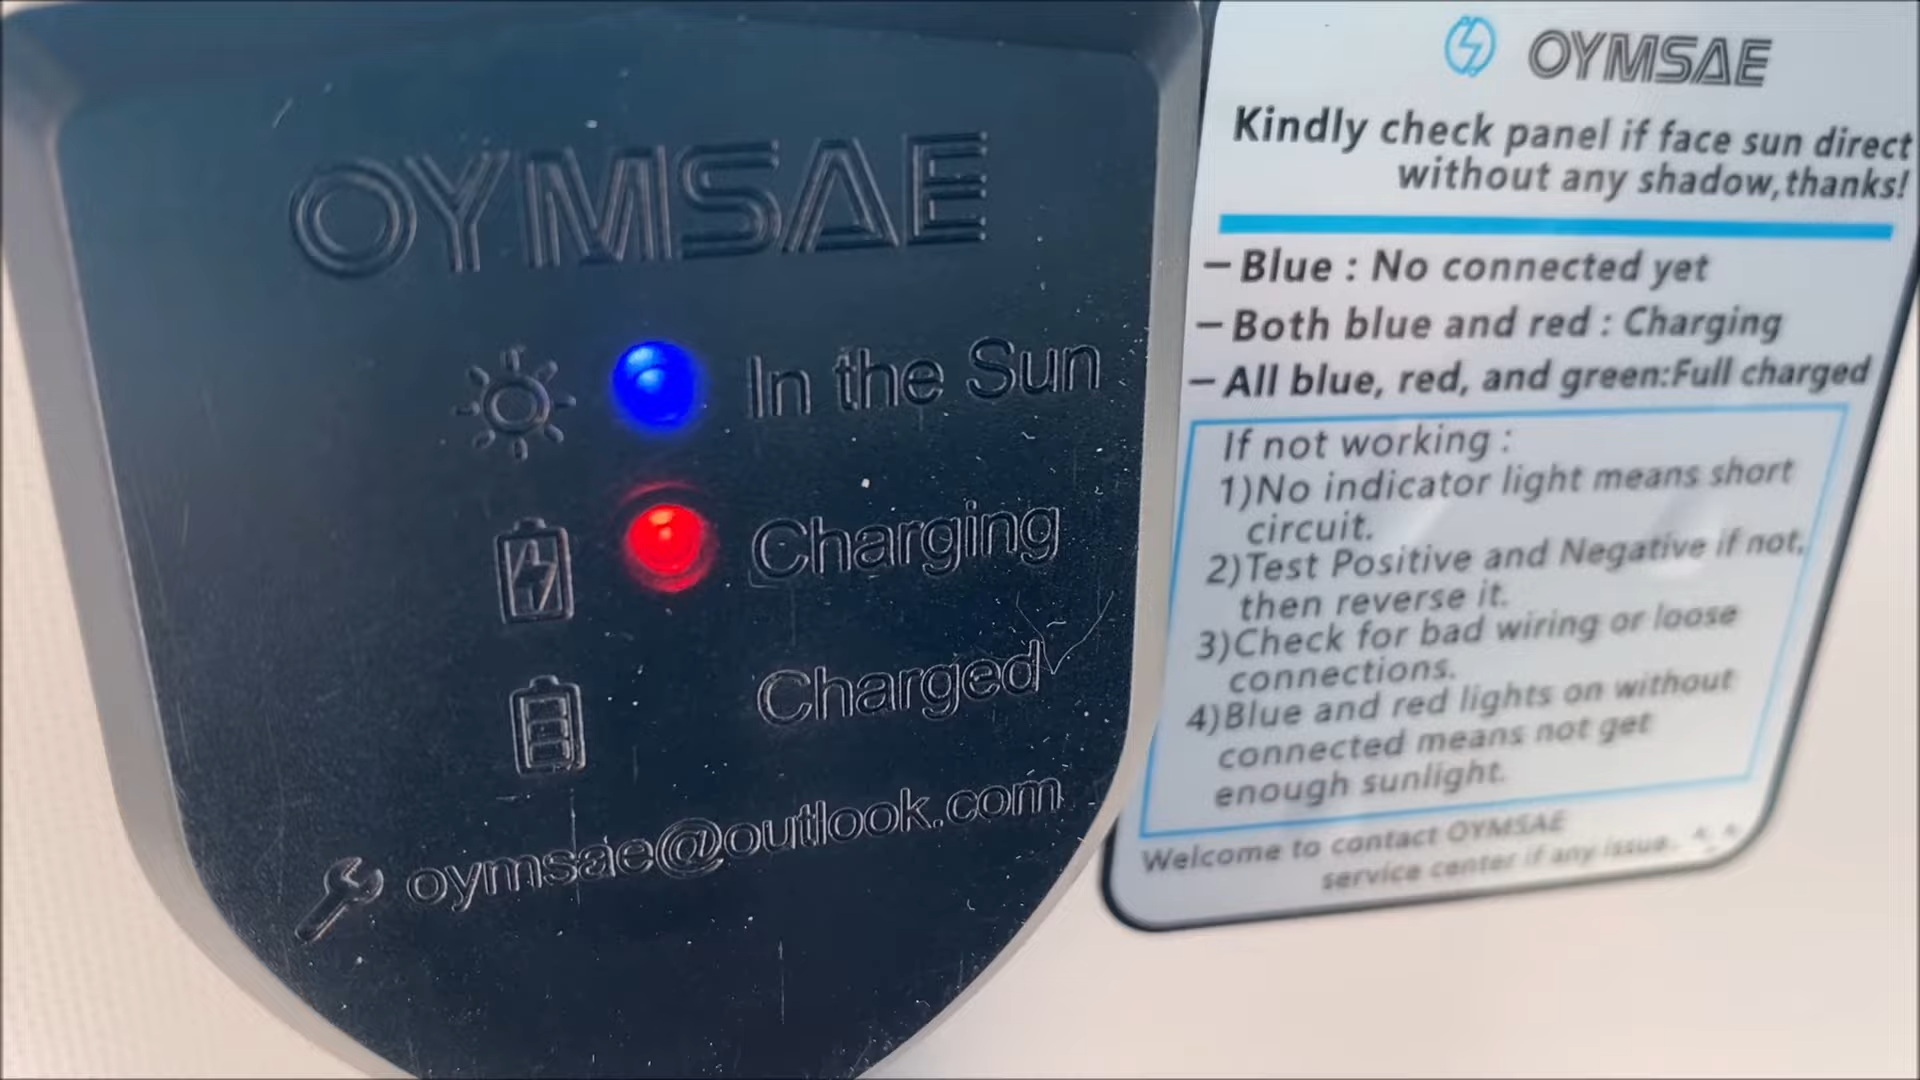 OYMSAE
In the Sun
Charging
Charged
oymsae@outlook.com
OYMSAE
Kindly check panel if face sun direct
without any shadow,thanks!
– Blue : No connected yet
– Both blue and red : Charging
– All blue, red, and green:Full charged
If not working :
1)No indicator light means short
circuit.
2)Test Positive and Negative if not,
then reverse it.
3)Check for bad wiring or loose
connections.
4)Blue and red lights on without
connected means not get
enough sunlight.
Welcome to contact OYMSAE
service center if any issue.